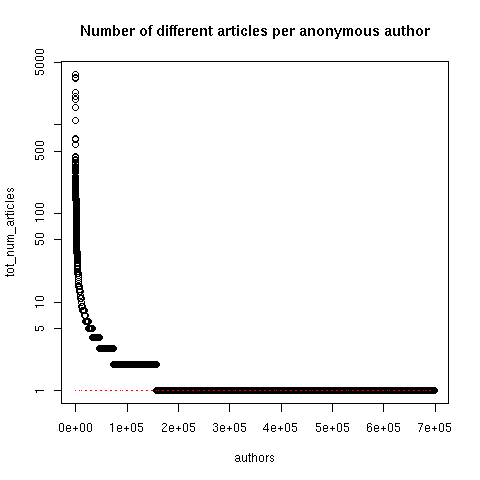 Number of different articles per anonymous author
tot_num_articles
5000
500
100
50
10
5
1
0e+00 1e+05 2e+05 3e+05 4e+05 5e+05 6e+05 7e+05
authors